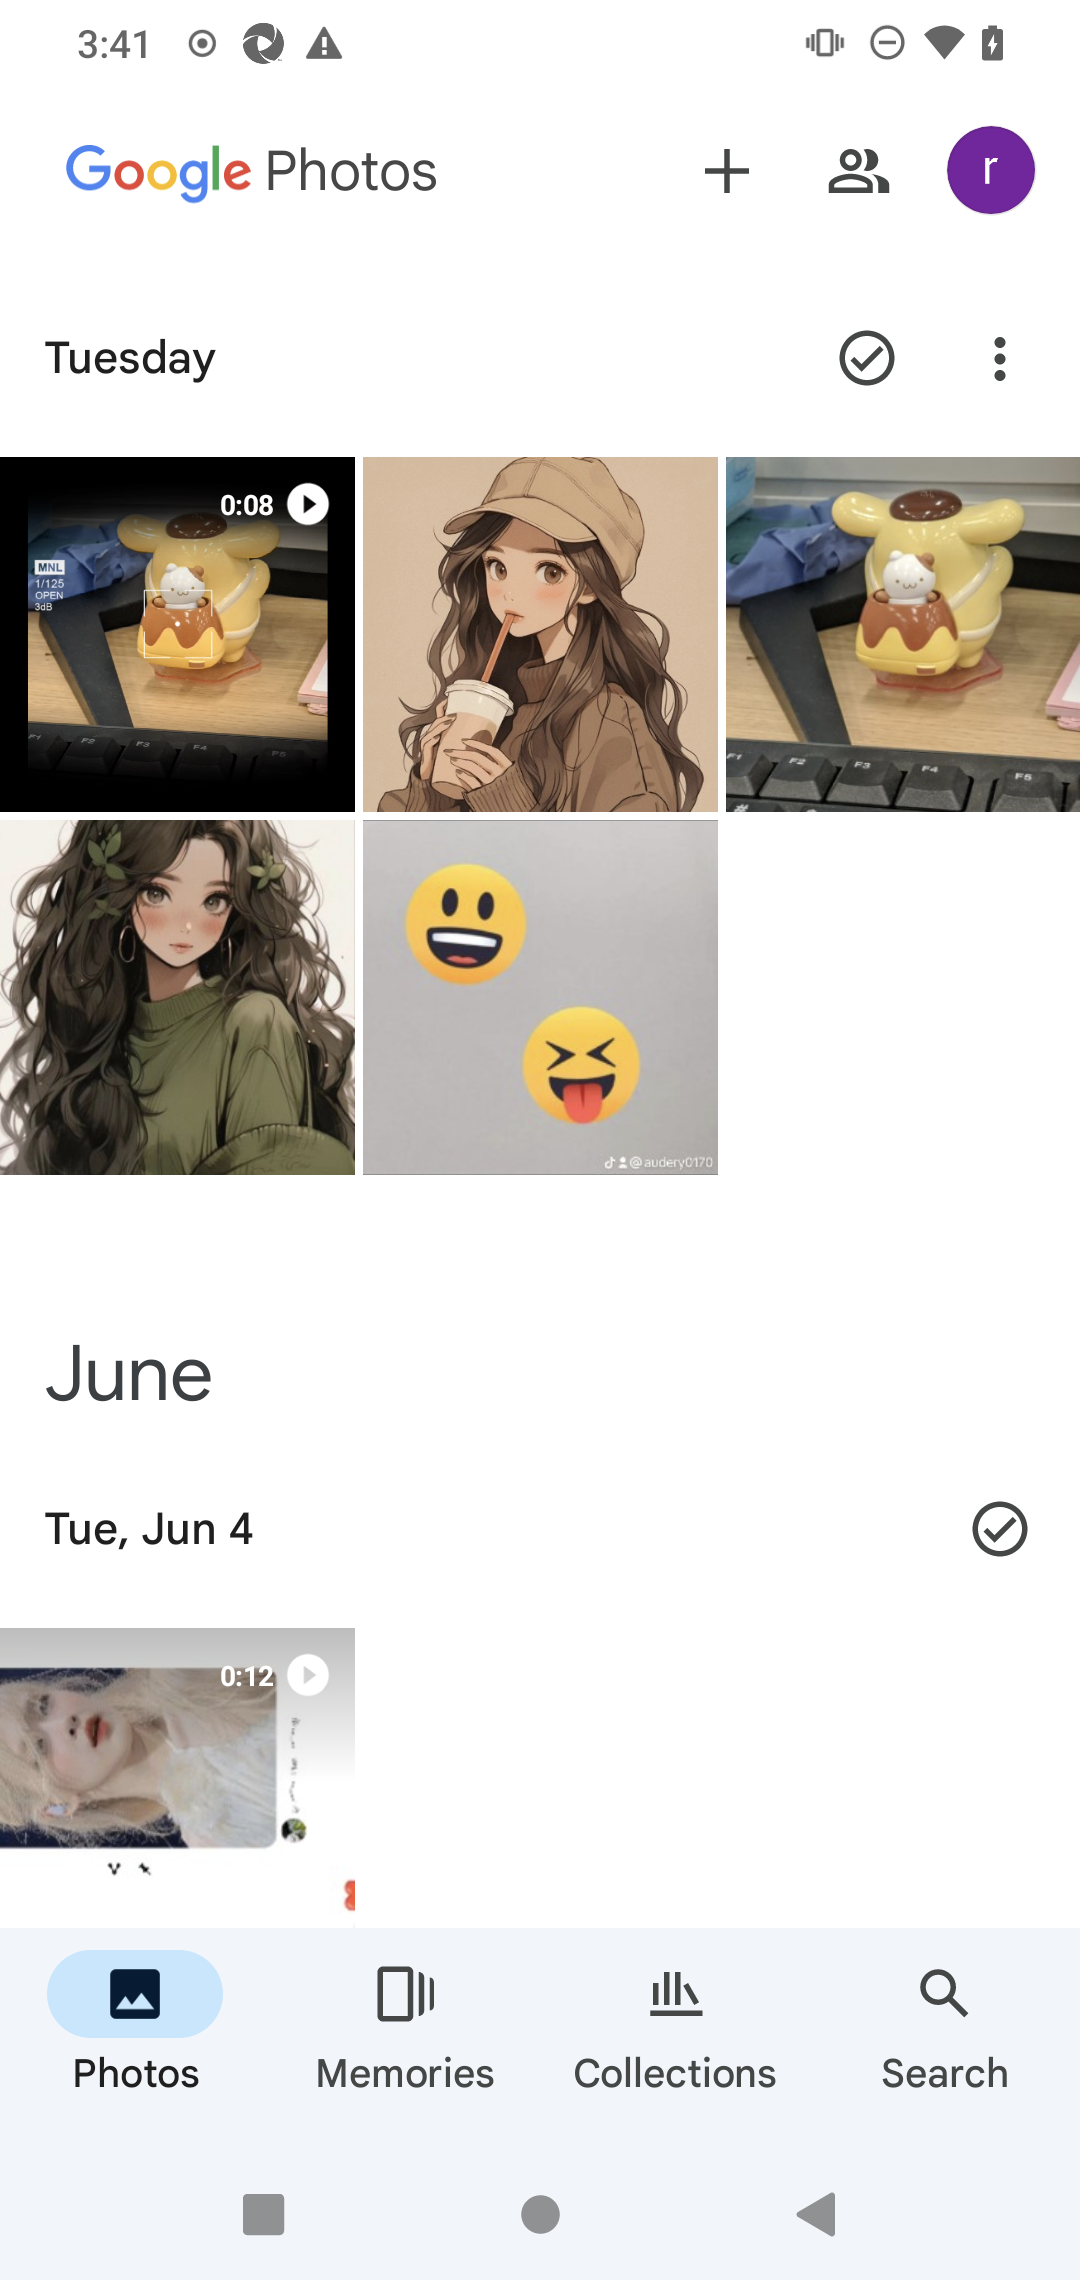 3:41
Google Photos
r
Tuesday
0:08
MNL
1/125
OPEN
3dB
F1 F2 F3 F4 F5
F1 F2 F3 F4 F5
#
@audery0170
June
Tue, Jun 4
0:12
Photos Memories Collections Search